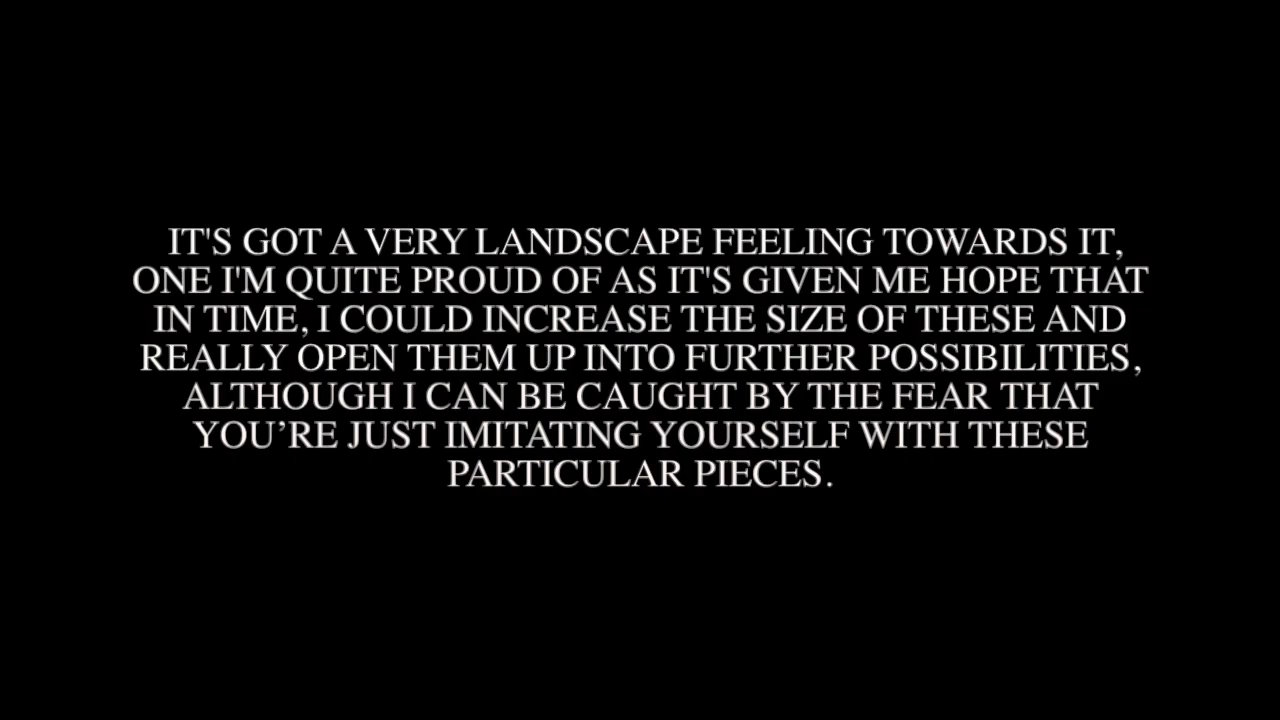 IT'S GOT A VERY LANDSCAPE FEELING TOWARDS IT,
ONE I'M QUITE PROUD OF AS IT'S GIVEN ME HOPE THAT
IN TIME, I COULD INCREASE THE SIZE OF THESE AND
REALLY OPEN THEM UP INTO FURTHER POSSIBILITIES,
ALTHOUGH I CAN BE CAUGHT BY THE FEAR THAT
YOU’RE JUST IMITATING YOURSELF WITH THESE
PARTICULAR PIECES.